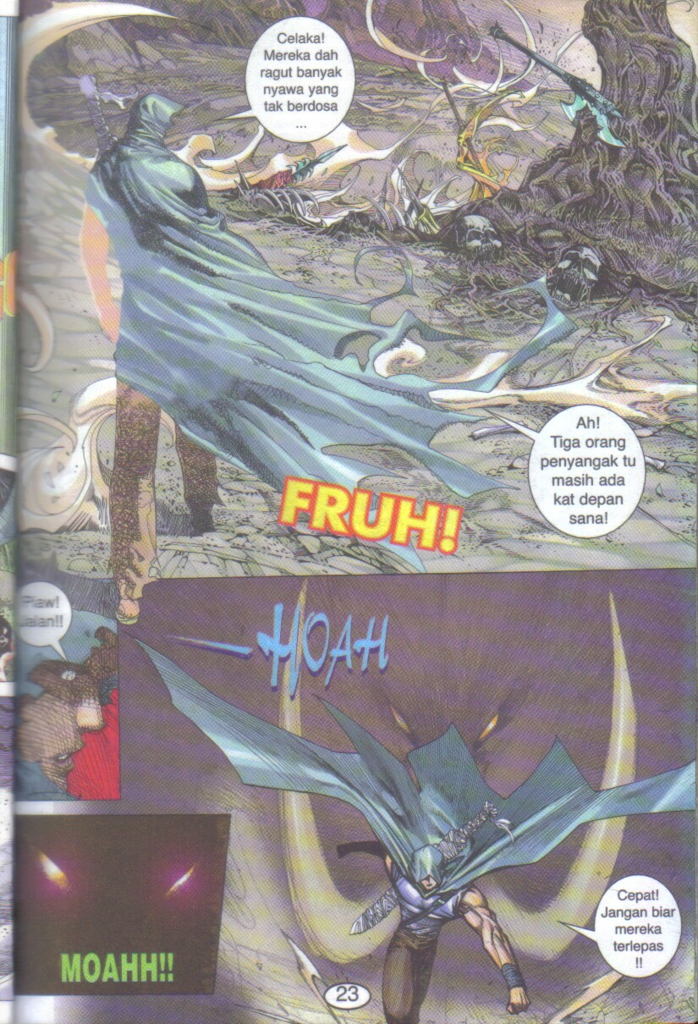 Celaka!
Mereka dah
ragut banyak
nyawa yang
tak berdosa
...
Ah!
Tiga orang
penyangak tu
masih ada
kat depan
sana!
FRUH!
Piaw!
Jalan!!
HOAH
MOAHH!!
Cepat!
Jangan biar
mereka
terlepas
!!
23